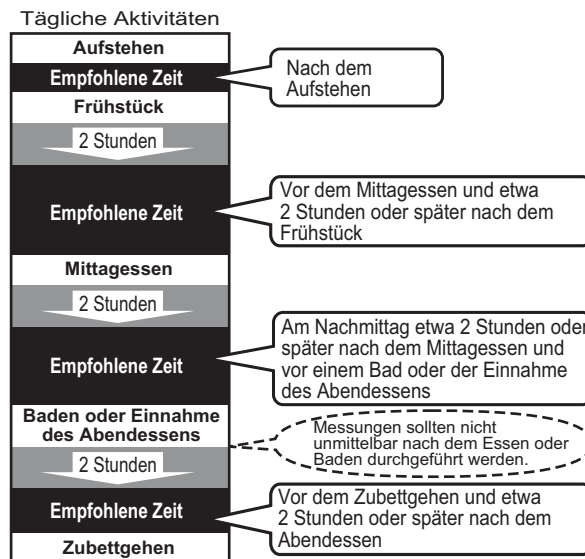 Tägliche Aktivitäten
Aufstehen
Empfohlene Zeit
Nach dem
Aufstehen
Frühstück
2 Stunden
Empfohlene Zeit
Vor dem Mittagessen und etwa
2 Stunden oder später nach dem
Frühstück
Mittagessen
2 Stunden
Empfohlene Zeit
Am Nachmittag etwa 2 Stunden oder
später nach dem Mittagessen und
vor einem Bad oder der Einnahme
des Abendessens
Baden oder Einnahme
des Abendessens
Messungen sollten nicht
unmittelbar nach dem Essen oder
Baden durchgeführt werden.
2 Stunden
Empfohlene Zeit
Vor dem Zubettgehen und etwa
2 Stunden oder später nach dem
Abendessen
Zubettgehen